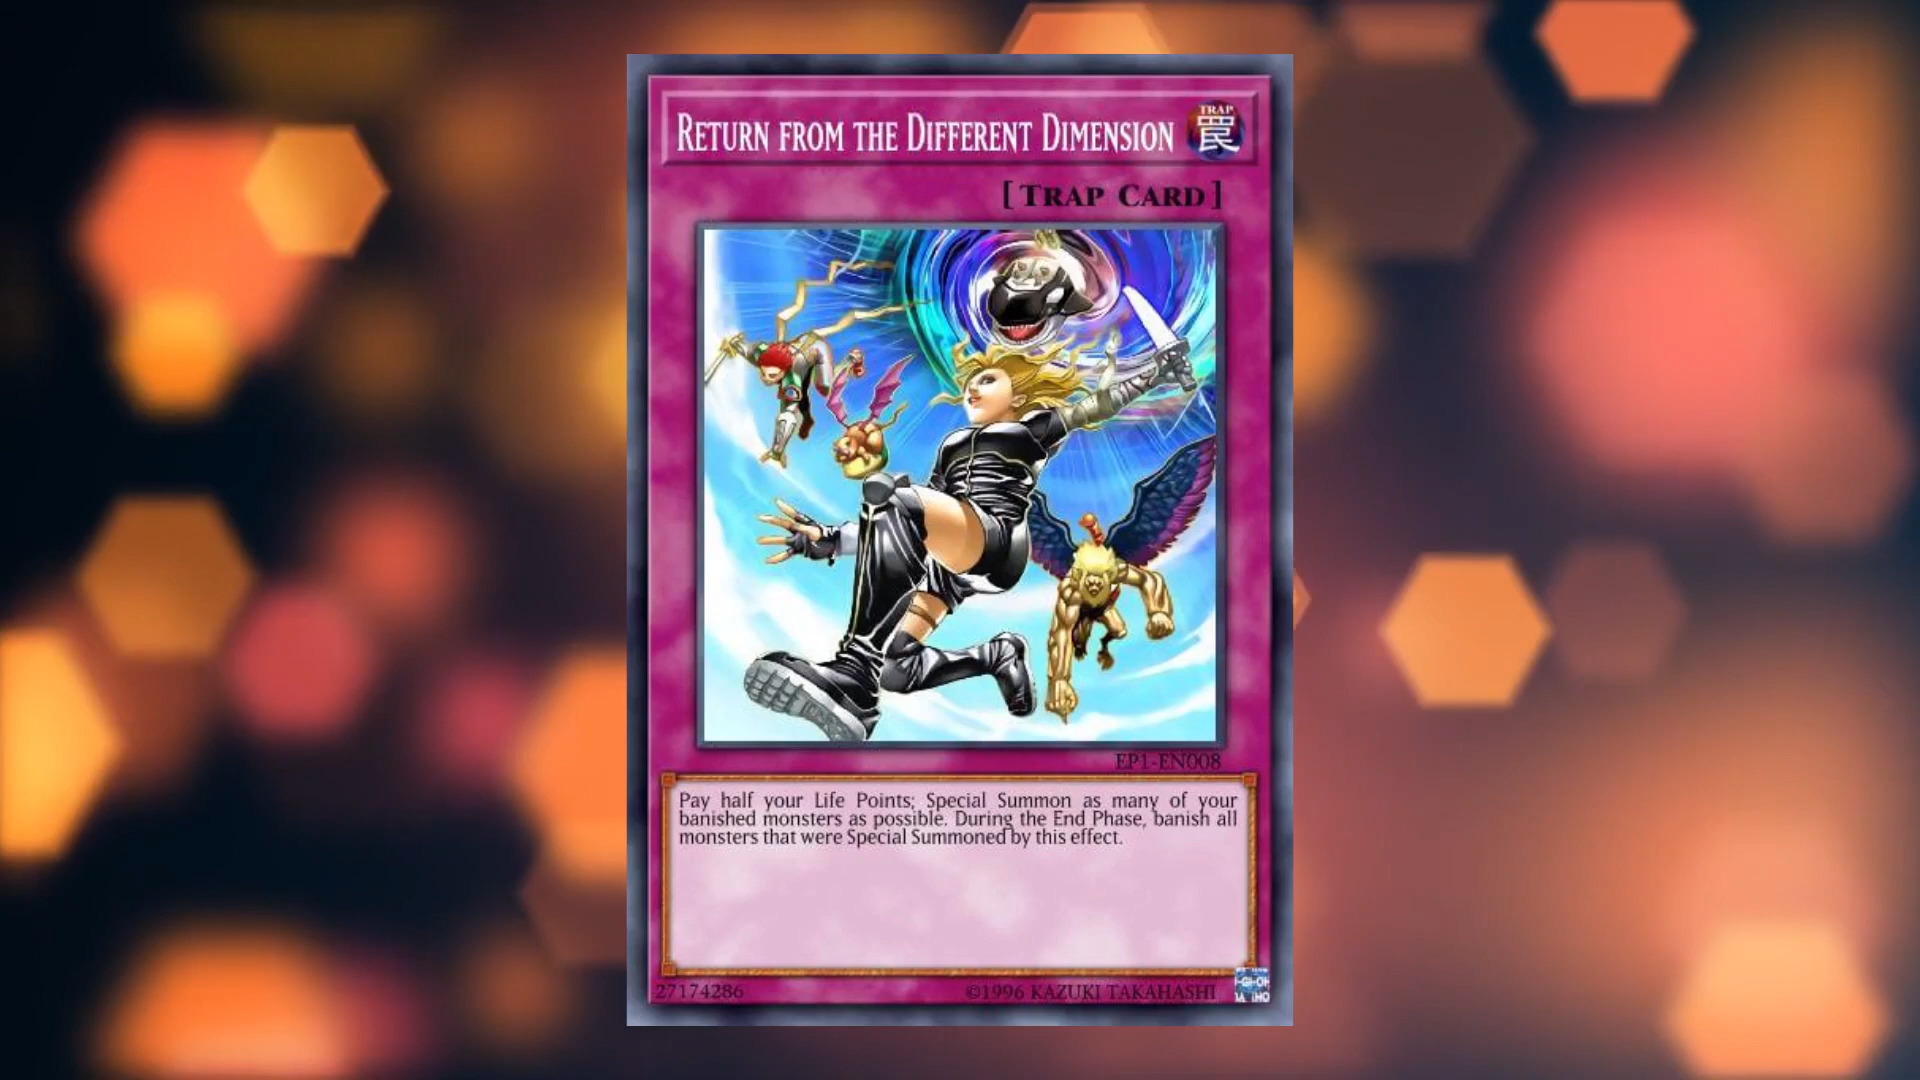 Return from the Different Dimension
TRAP
罠
[Trap Card]
EP1-EN008
Pay half your Life Points; Special Summon as many of your
banished monsters as possible. During the End Phase, banish all
monsters that were Special Summoned by this effect.
27174286
©1996 KAZUKI TAKAHASHI